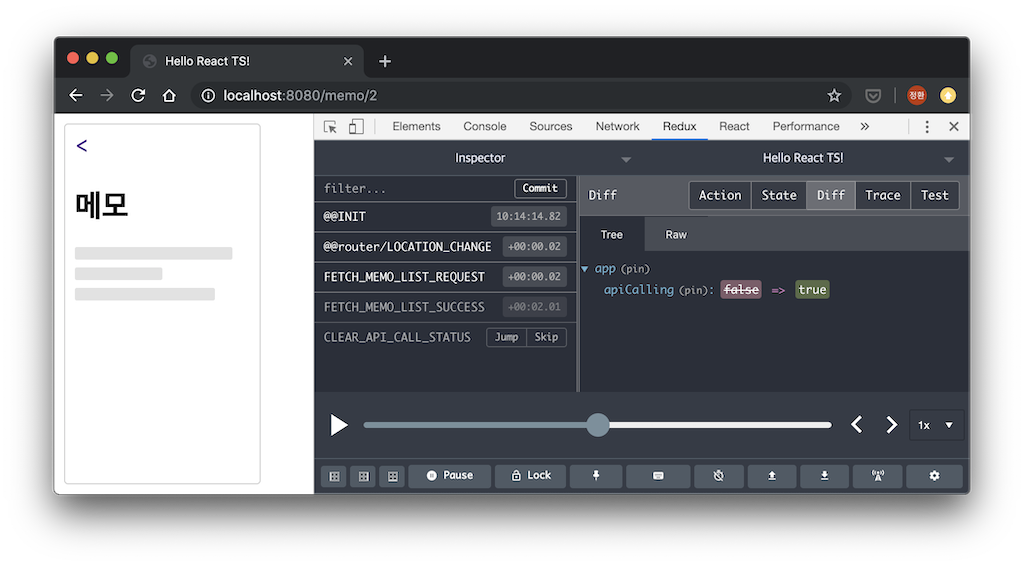 Hello React TS!
localhost:8080/memo/2
정환
<
메모
Elements Console Sources Network Redux React Performance »
Inspector Hello React TS!
filter... Commit
@@INIT 10:14:14.82
@@router/LOCATION_CHANGE +00:00.02
FETCH_MEMO_LIST_REQUEST +00:00.02
FETCH_MEMO_LIST_SUCCESS +00:02.01
CLEAR_API_CALL_STATUS Jump Skip
Diff Action State Diff Trace Test
Tree Raw
app (pin)
apiCalling (pin): false => true
1x
Pause Lock